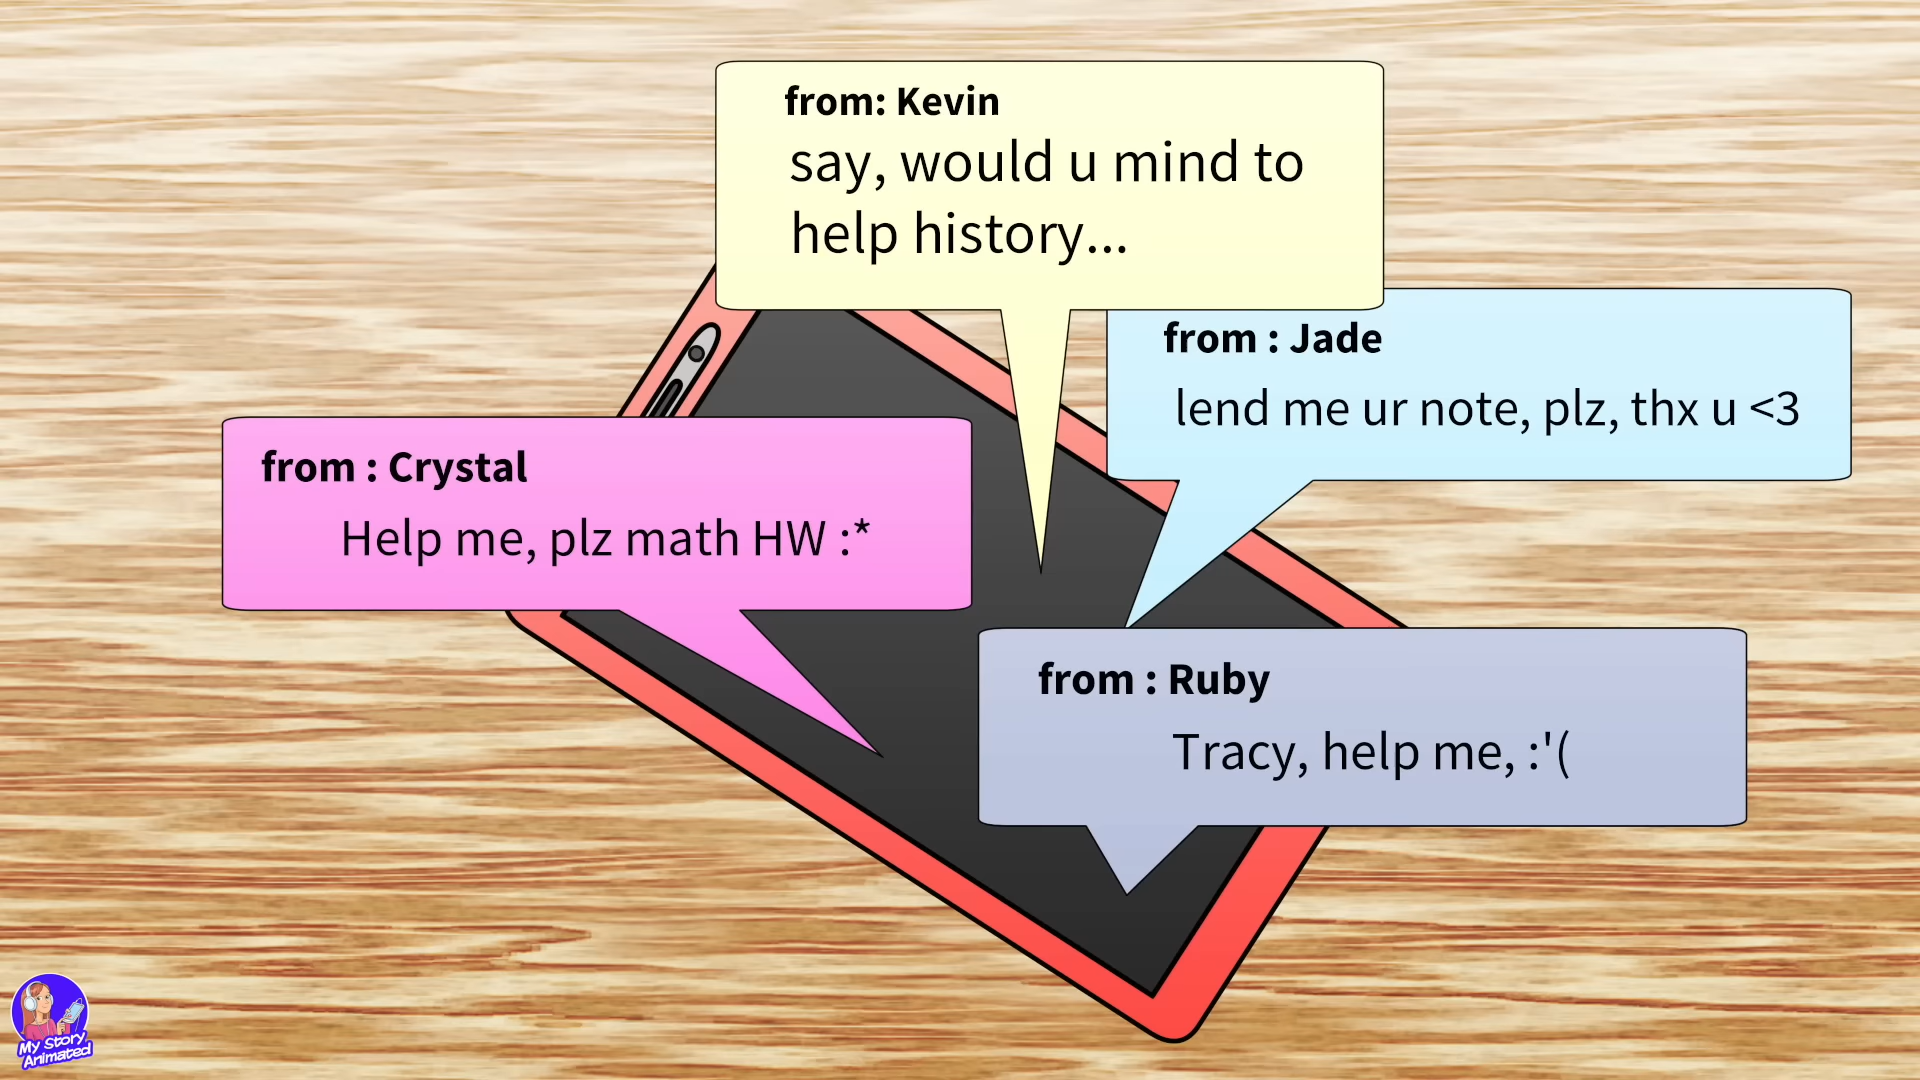 from: Kevin
say, would u mind to
help history...
from : Jade
lend me ur note, plz, thx u <3
from : Crystal
Help me, plz math HW :*
from : Ruby
Tracy, help me, :'(
My Story
Animated